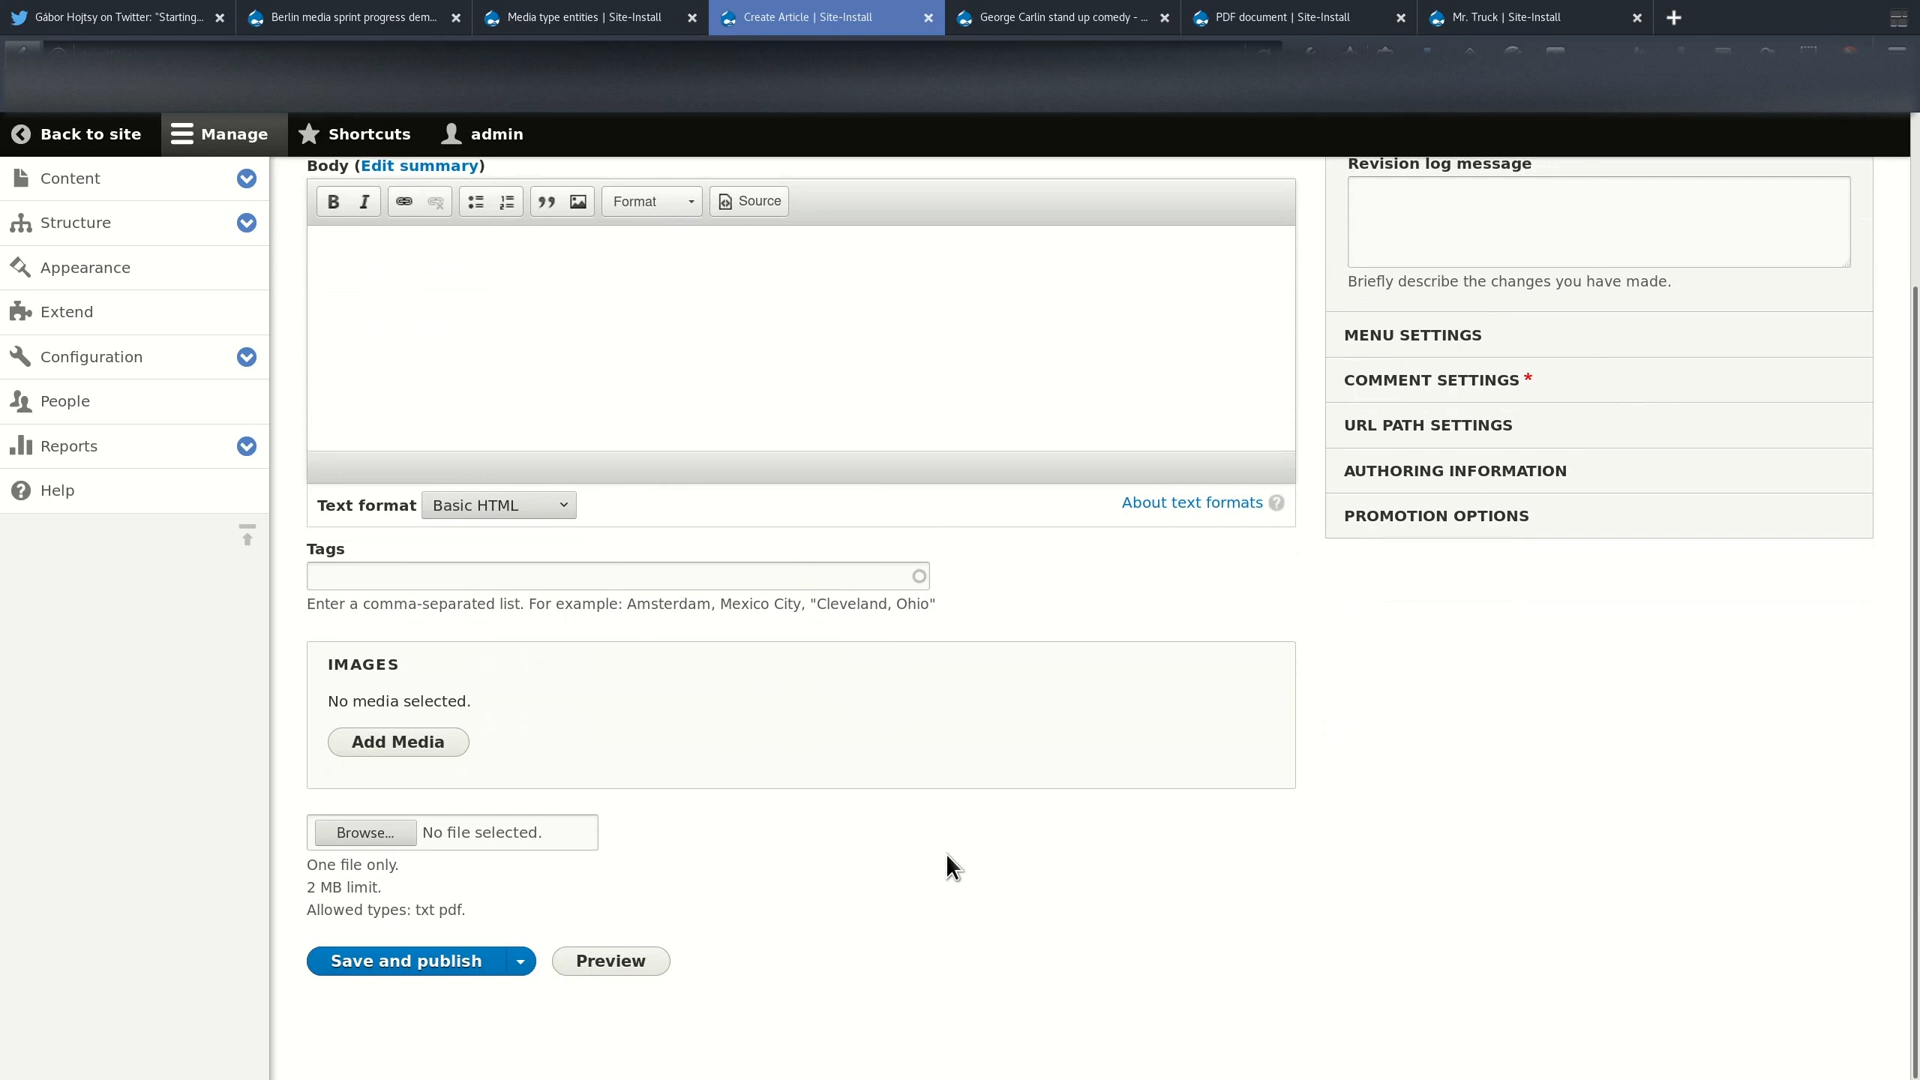 Gábor Hojtsy on Twitter: "Starting...
Berlin media sprint progress dem...
Media type entities | Site-Install
Create Article | Site-Install
George Carlin stand up comedy - ...
PDF document | Site-Install
Mr. Truck | Site-Install
Back to site
Manage
Shortcuts
admin
Content
Structure
Appearance
Extend
Configuration
People
Reports
Help
Body (Edit summary)
B I Format Source
Text format Basic HTML
About text formats ?
Tags
Enter a comma-separated list. For example: Amsterdam, Mexico City, "Cleveland, Ohio"
IMAGES
No media selected.
Add Media
Browse... No file selected.
One file only.
2 MB limit.
Allowed types: txt pdf.
Save and publish
Preview
Revision log message
Briefly describe the changes you have made.
MENU SETTINGS
COMMENT SETTINGS *
URL PATH SETTINGS
AUTHORING INFORMATION
PROMOTION OPTIONS